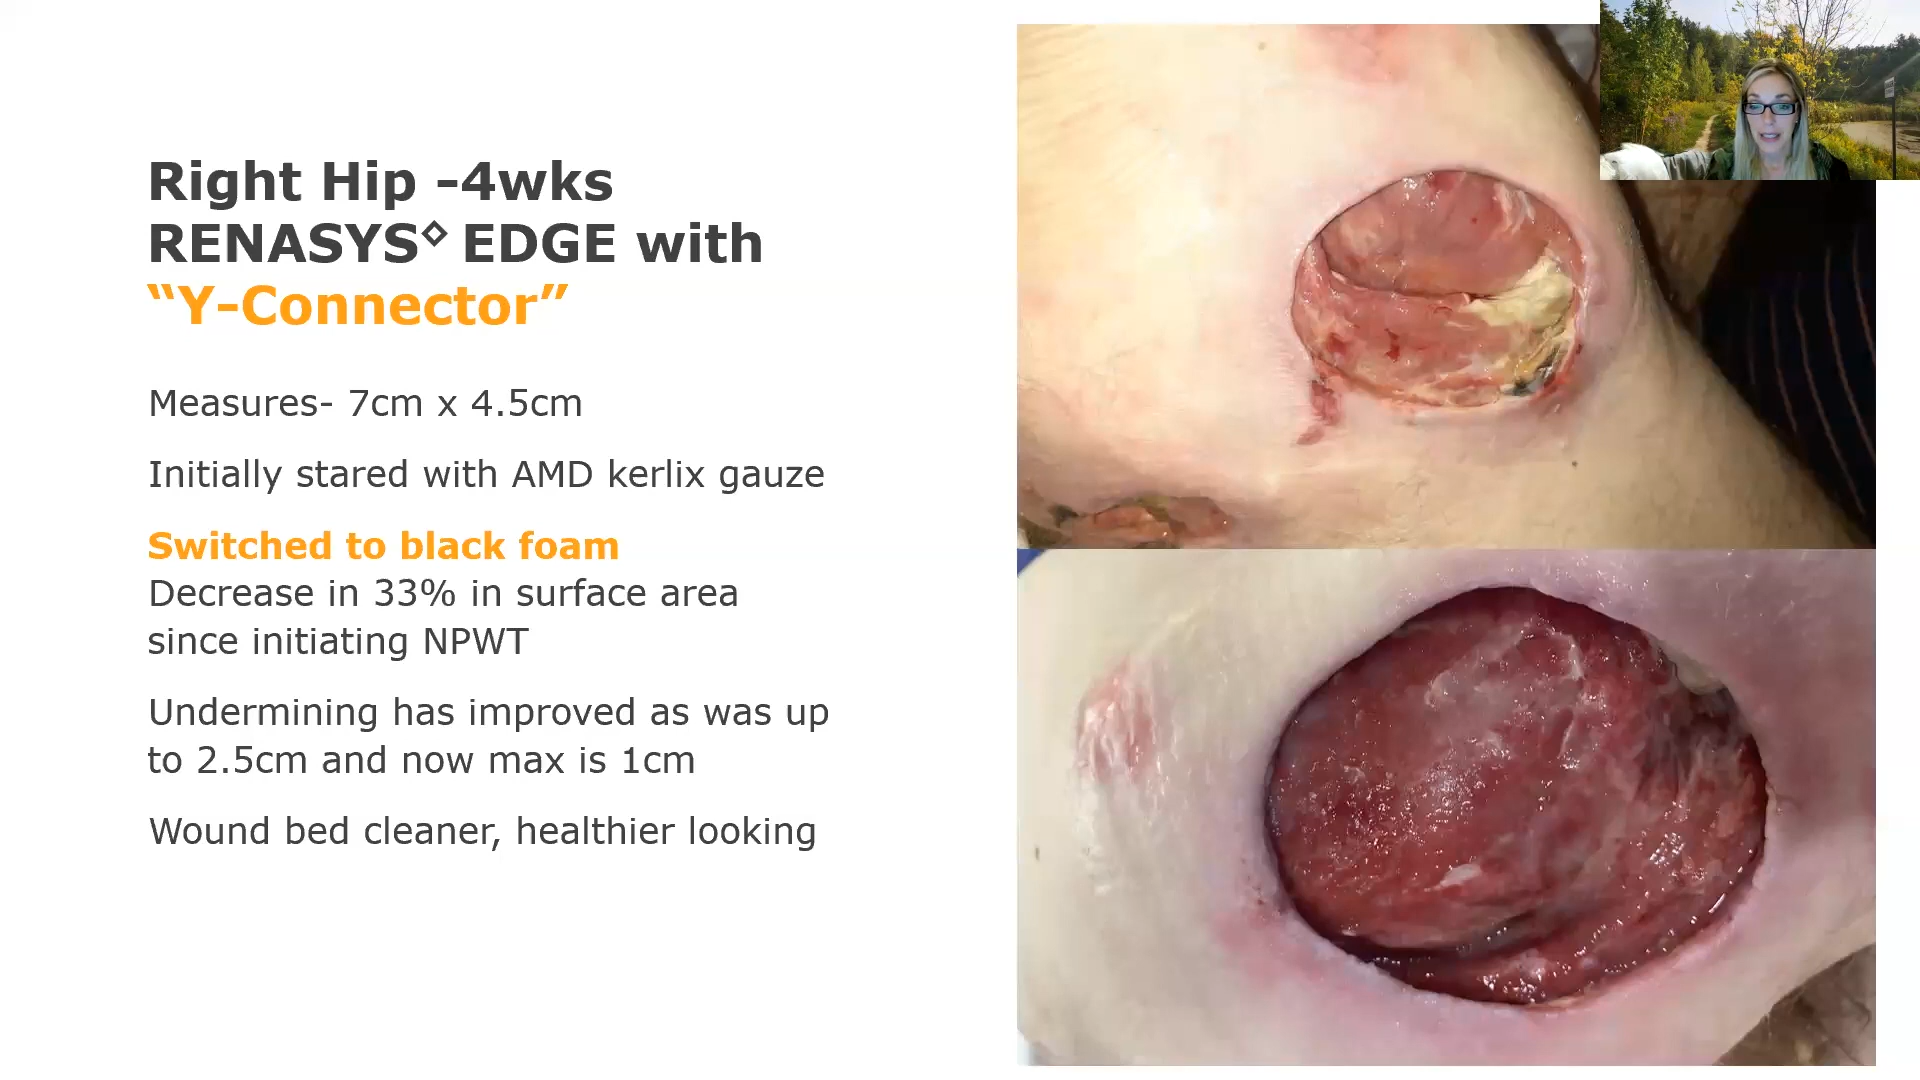 Right Hip -4wks
RENASYS◇ EDGE with
“Y-Connector”
Measures- 7cm x 4.5cm
Initially stared with AMD kerlix gauze
Switched to black foam
Decrease in 33% in surface area
since initiating NPWT
Undermining has improved as was up
to 2.5cm and now max is 1cm
Wound bed cleaner, healthier looking